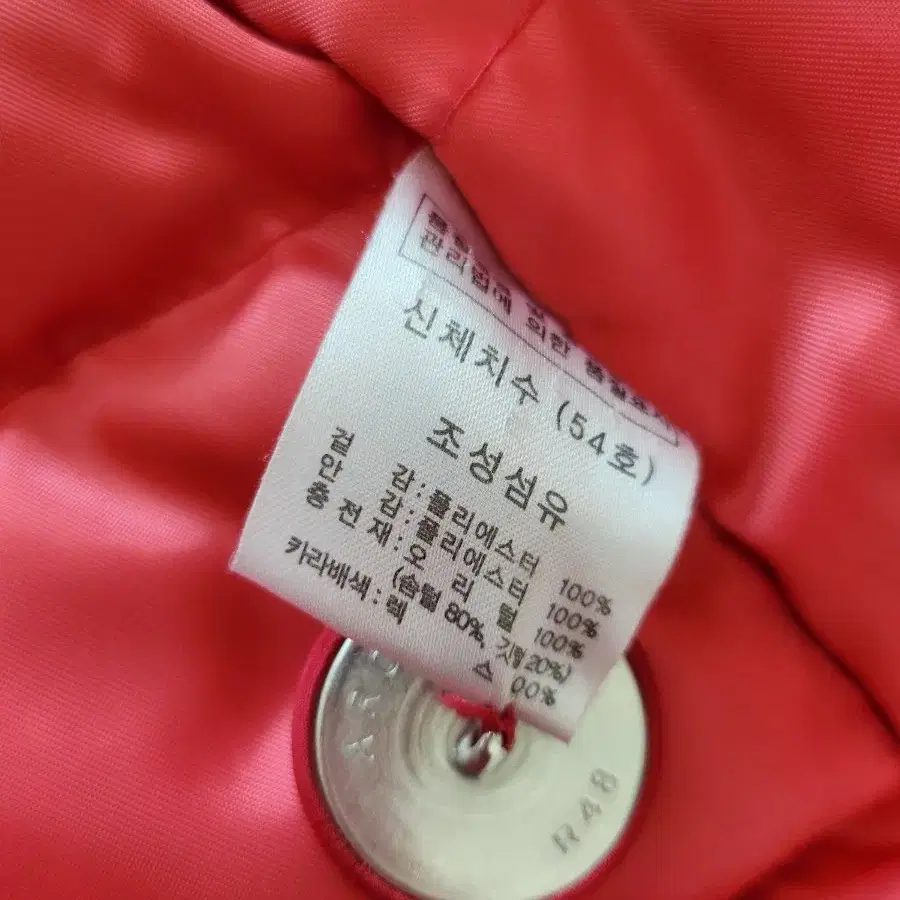 관리법에 의한 품질표시
신체치수 (54호)
조성섬유
겉 감 : 폴리에스터 100%
안 감 : 폴리에스터 100%
충 전 재 : 오 리 털 100%
(솜털 80%, 깃털 20%)
카라배색 : 렉 스 00%
R48